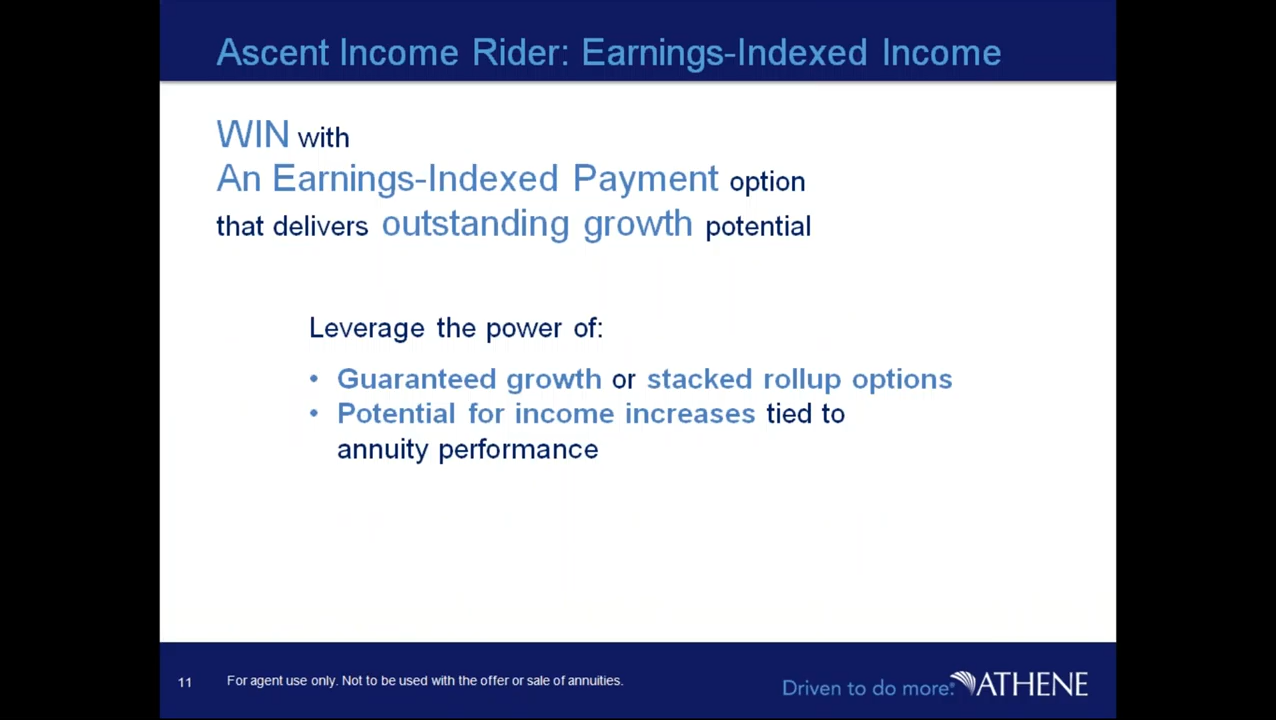 Ascent Income Rider: Earnings-Indexed Income
WIN with
An Earnings-Indexed Payment option
that delivers outstanding growth potential
Leverage the power of:
• Guaranteed growth or stacked rollup options
• Potential for income increases tied to
annuity performance
11
For agent use only. Not to be used with the offer or sale of annuities.
Driven to do more.® ATHENE